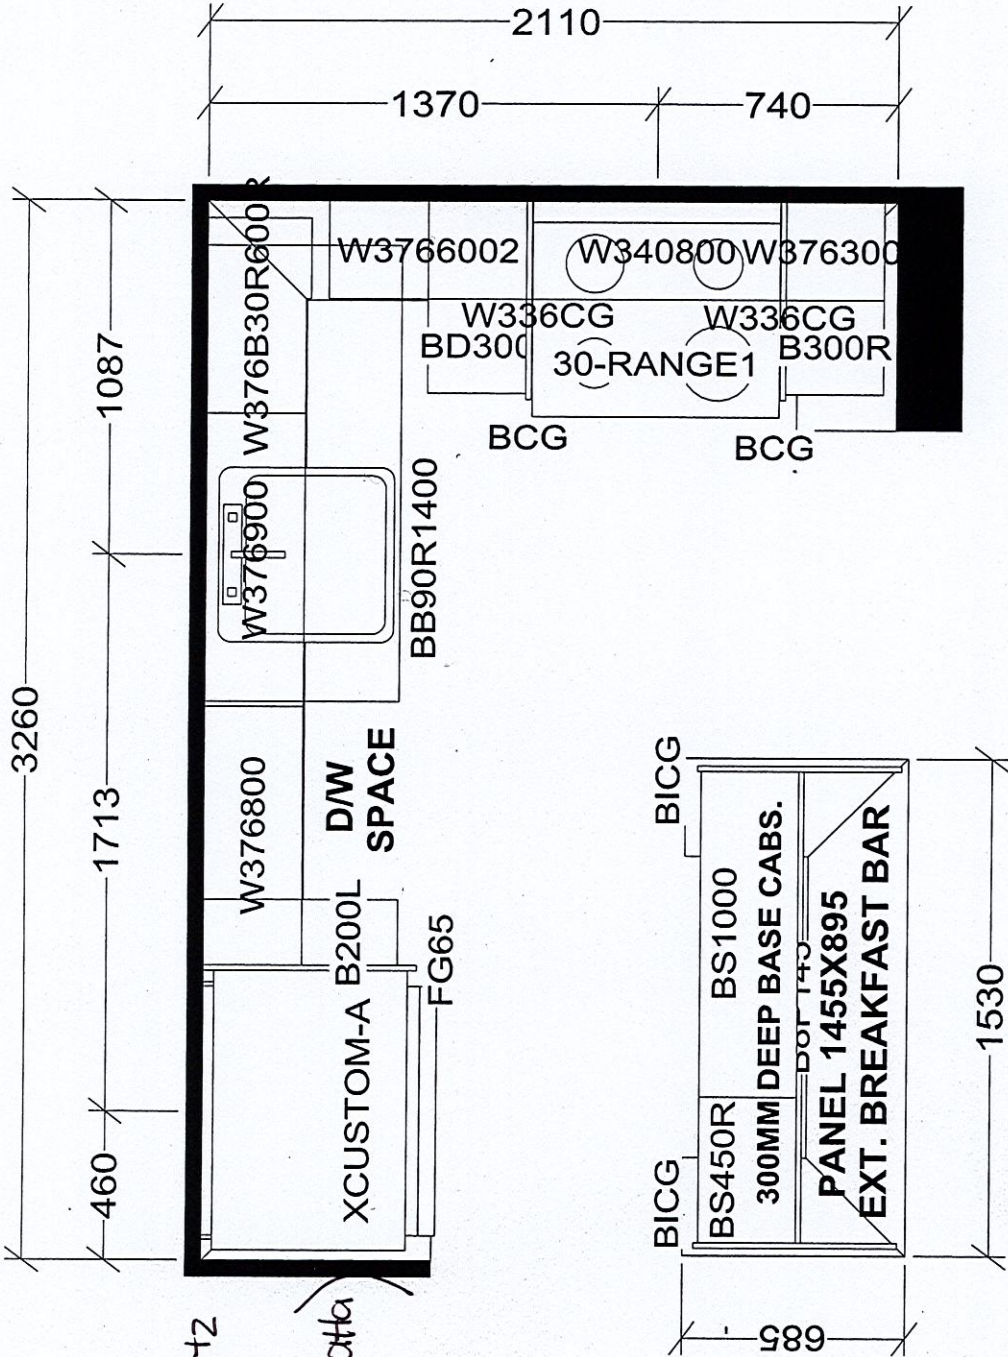 2110
1370
740
W3766002
W340800
W376300
W336CG
W336CG
BD300
30-RANGE1
B300R
BCG
BCG
W376B30R600R
1087
W376900
BB90R1400
3260
1713
W376800
D/W
SPACE
B200L
FG65
XCUSTOM-A
460
BICG
BS1000
300MM DEEP BASE CABS.
PANEL 1455X895
EXT. BREAKFAST BAR
BS450R
BICG
1530
685